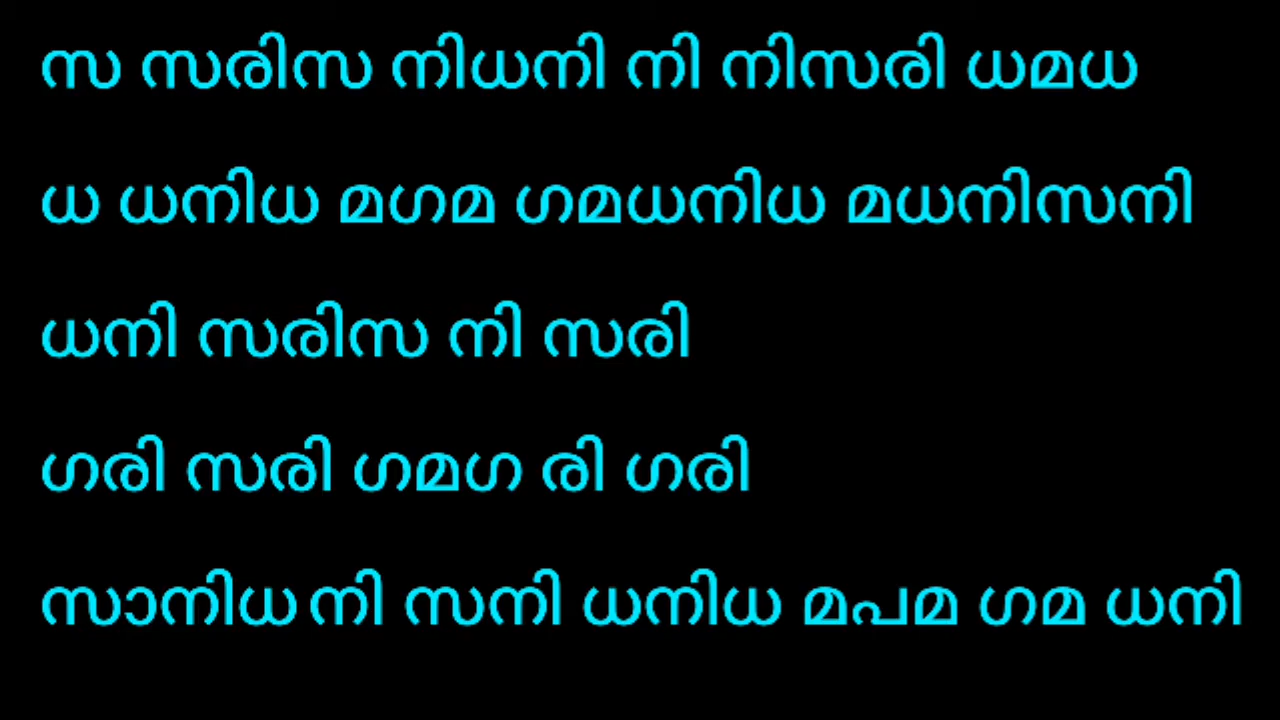 സ സരിസ നിധനി നി നിസരി ധമധ
ധ ധനിധ മഗമ ഗമധനിധ മധനിസനി
ധനി സരിസ നി സരി
ഗരി സരി ഗമഗ രി ഗരി
സാനിധ നി സനി ധനിധ മപമ ഗമ ധനി